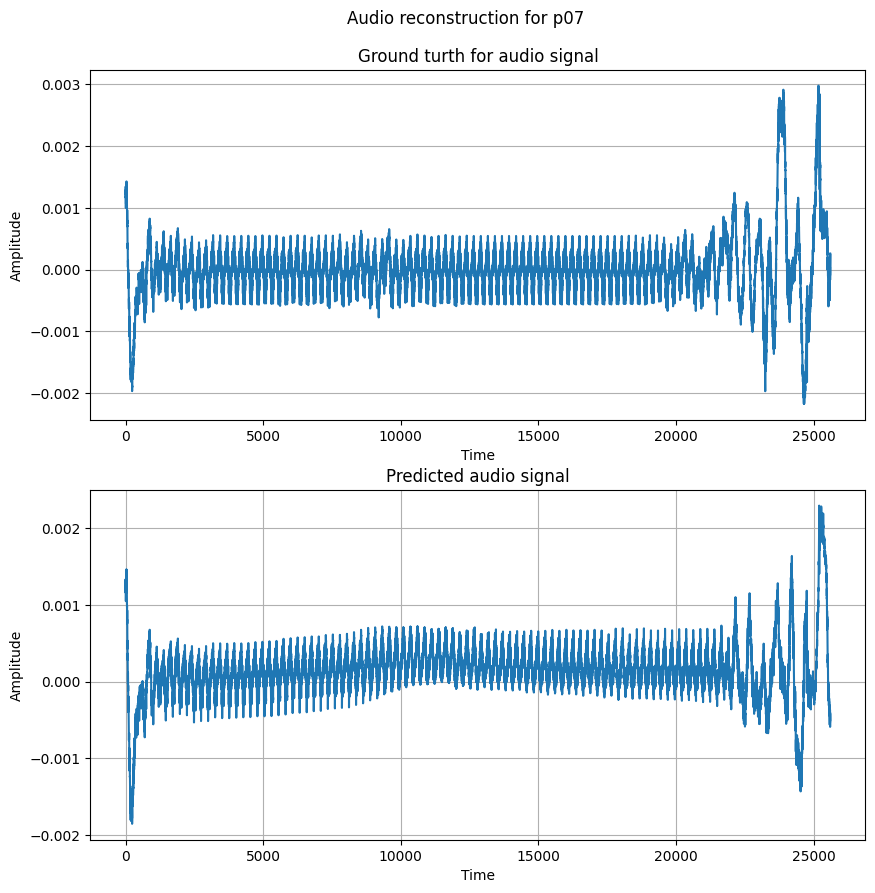 Audio reconstruction for p07
Ground turth for audio signal
0.003
0.002
0.001
0.000
−0.001
−0.002
Amplitude
0 5000 10000 15000 20000 25000
Time
Predicted audio signal
0.002
0.001
0.000
−0.001
−0.002
Amplitude
0 5000 10000 15000 20000 25000
Time